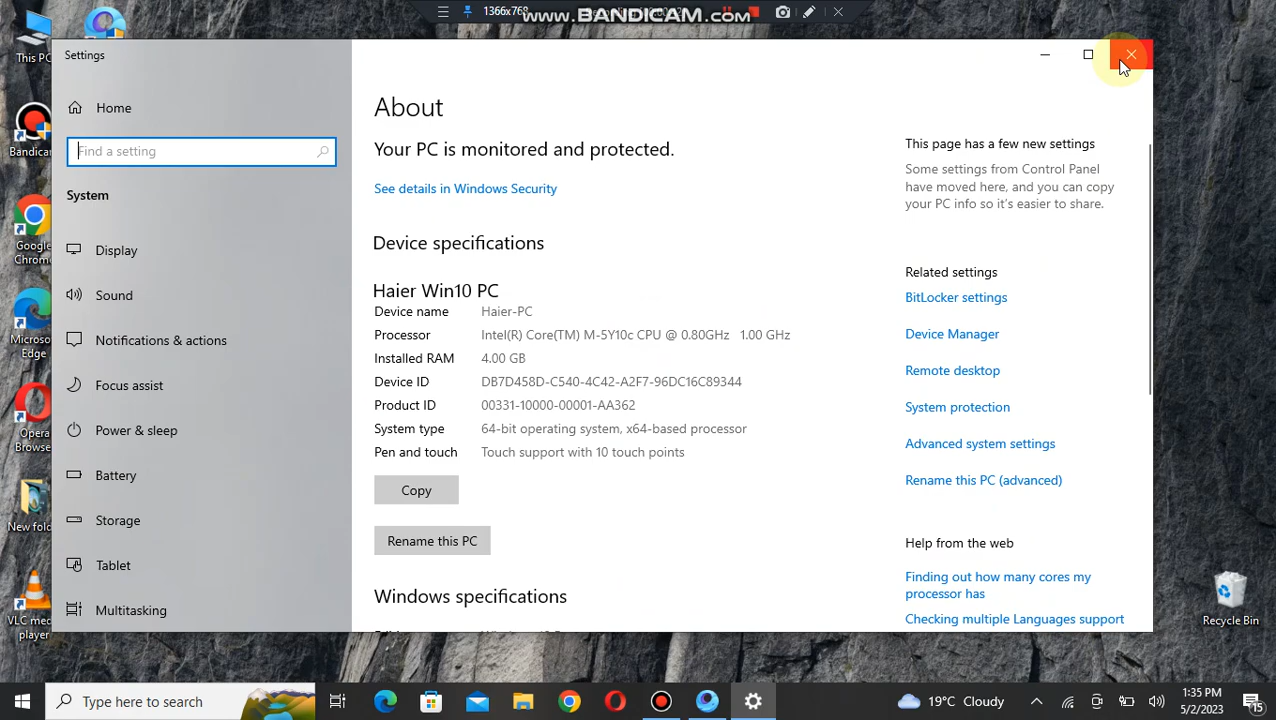 1366x768
www.BANDICAM.com
This PC
Settings
Home
About
Find a setting
Your PC is monitored and protected.
This page has a few new settings
Some settings from Control Panel
have moved here, and you can copy
your PC info so it's easier to share.
See details in Windows Security
System
Device specifications
Display
Related settings
Haier Win10 PC
BitLocker settings
Sound
Device name Haier-PC
Processor Intel(R) Core(TM) M-5Y10c CPU @ 0.80GHz 1.00 GHz
Device Manager
Notifications & actions
Installed RAM 4.00 GB
Remote desktop
Focus assist
Device ID DB7D458D-C540-4C42-A2F7-96DC16C89344
Product ID 00331-10000-00001-AA362
System protection
Power & sleep
System type 64-bit operating system, x64-based processor
Advanced system settings
Pen and touch Touch support with 10 touch points
Battery
Rename this PC (advanced)
Copy
Storage
Rename this PC
Help from the web
Tablet
Finding out how many cores my
processor has
Windows specifications
Multitasking
Checking multiple Languages support
Bandicam
Google
Chrome
Microso
Edge
Opera
Browse
New fold
VLC med
player
Recycle Bin
Type here to search
19°C Cloudy
1:35 PM
5/2/2023
15